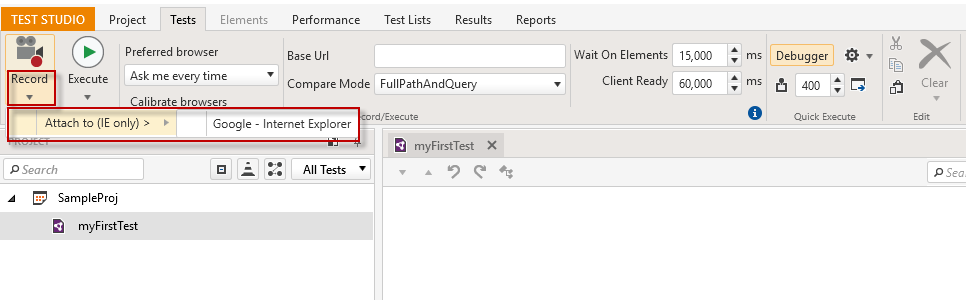 TEST STUDIO Project Tests Elements Performance Test Lists Results Reports
Record
Execute
Preferred browser
Ask me every time
Calibrate browsers
Base Url
Compare Mode FullPathAndQuery
Wait On Elements 15,000 ms
Client Ready 60,000 ms
Debugger
400
Clear
ecord/Execute
Quick Execute
Edit
Attach to (IE only) > Google - Internet Explorer
PROJECT
Search
All Tests
SampleProj
myFirstTest
myFirstTest
Sear